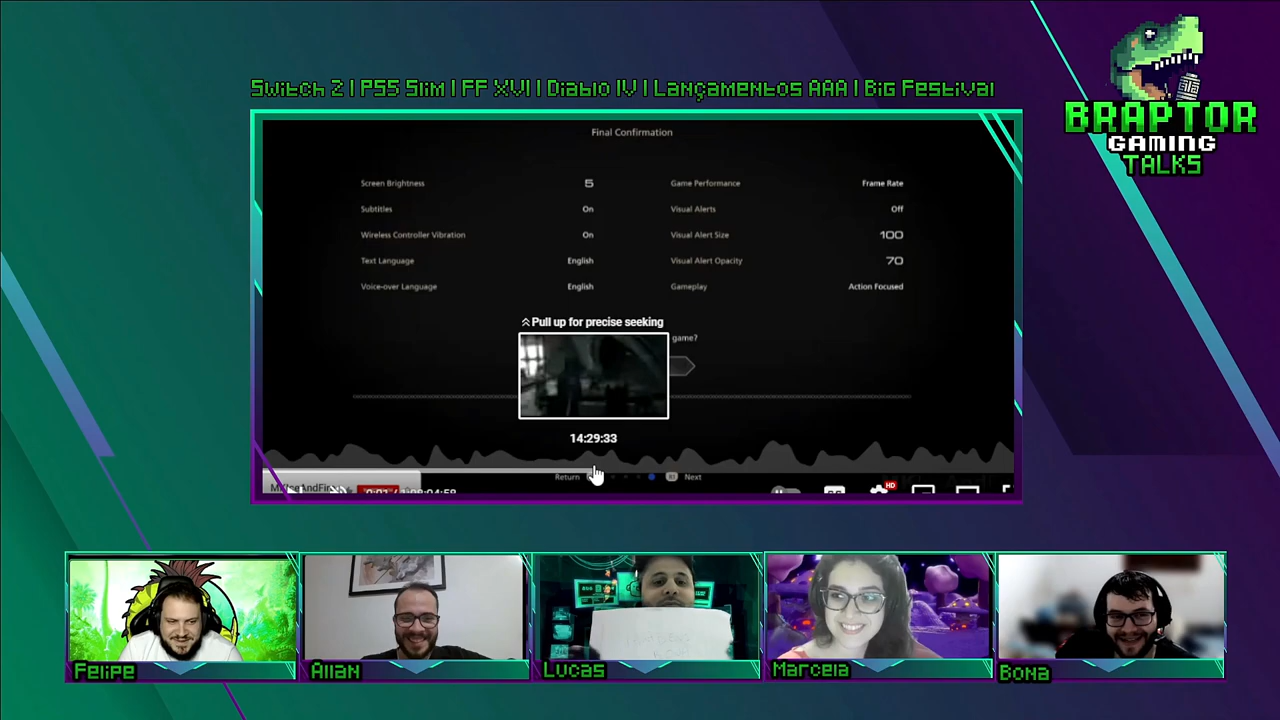 Switch 2 | PS5 Slim | FF XVI | Diablo IV | Lançamentos AAA | Big Festival
BRAPTOR
GAMING
TALKS
Final Confirmation
Screen Brightness 5 Game Performance Frame Rate
Subtitles On Visual Alerts Off
Wireless Controller Vibration On Visual Alert Size 100
Text Language English Visual Alert Opacity 70
Voice-over Language English Gameplay Action Focused
Pull up for precise seeking
game?
14:29:33
Return Next
HD
Felipe
Allan
Lucas
Marcela
Bona